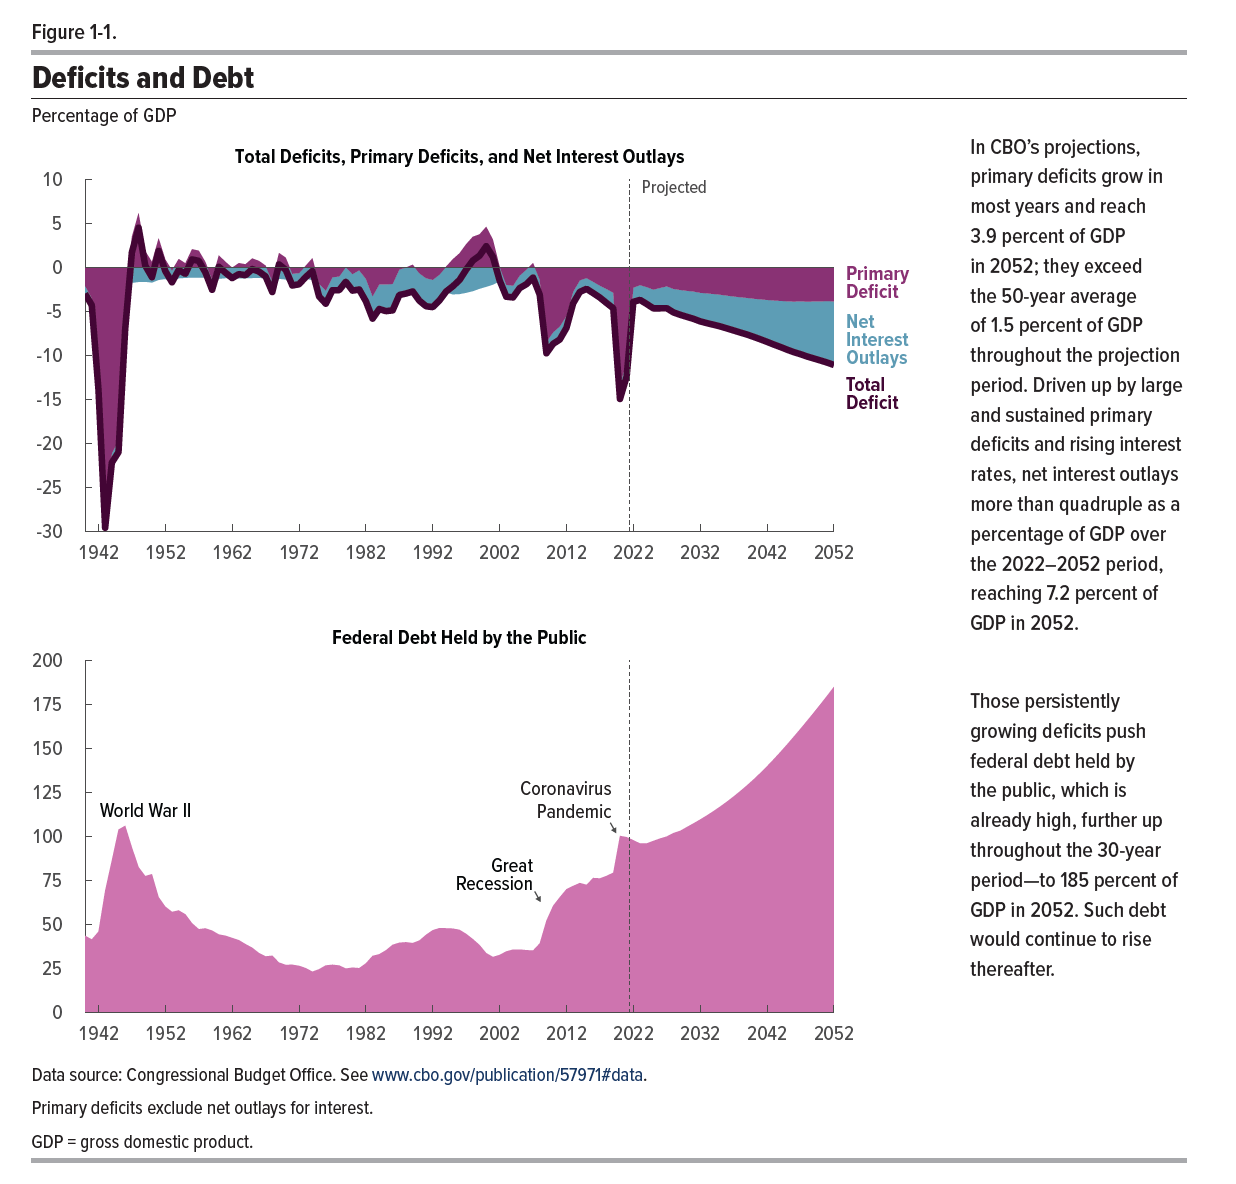 Figure 1-1.
Deficits and Debt
Percentage of GDP
Total Deficits, Primary Deficits, and Net Interest Outlays
10
5
0
-5
-10
-15
-20
-25
-30
Projected
Primary
Deficit
Net
Interest
Outlays
Total
Deficit
1942 1952 1962 1972 1982 1992 2002 2012 2022 2032 2042 2052
In CBO’s projections,
primary deficits grow in
most years and reach
3.9 percent of GDP
in 2052; they exceed
the 50-year average
of 1.5 percent of GDP
throughout the projection
period. Driven up by large
and sustained primary
deficits and rising interest
rates, net interest outlays
more than quadruple as a
percentage of GDP over
the 2022–2052 period,
reaching 7.2 percent of
GDP in 2052.
Federal Debt Held by the Public
200
175
150
125
100
75
50
25
0
World War II
Great
Recession
Coronavirus
Pandemic
1942 1952 1962 1972 1982 1992 2002 2012 2022 2032 2042 2052
Those persistently
growing deficits push
federal debt held by
the public, which is
already high, further up
throughout the 30-year
period—to 185 percent of
GDP in 2052. Such debt
would continue to rise
thereafter.
Data source: Congressional Budget Office. See www.cbo.gov/publication/57971#data.
Primary deficits exclude net outlays for interest.
GDP = gross domestic product.